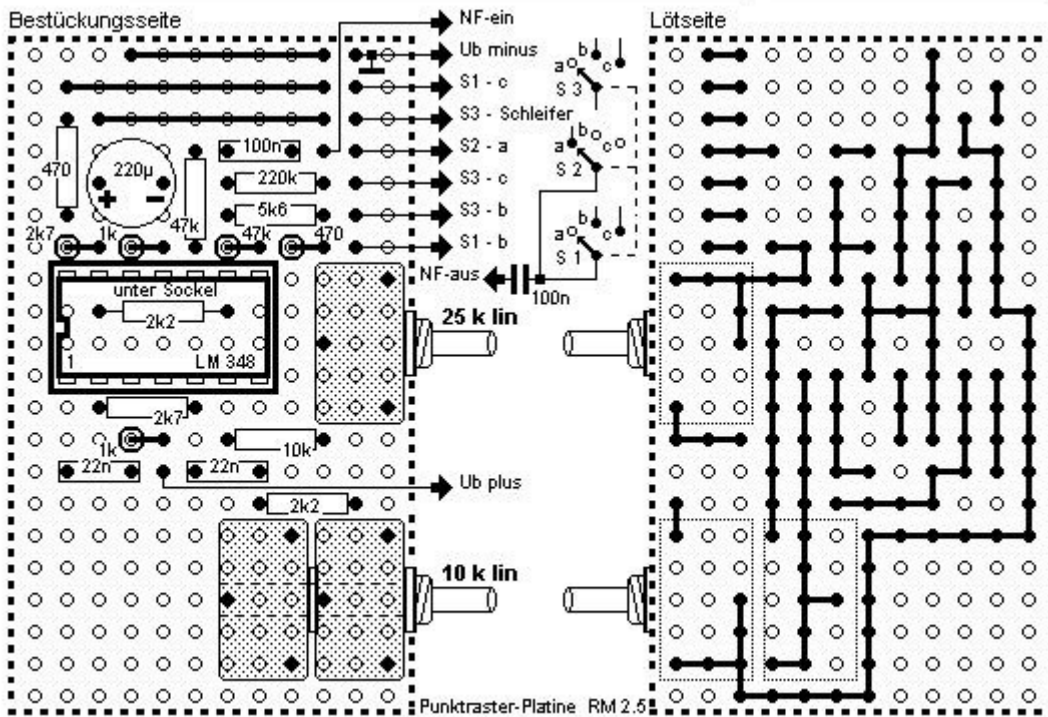 Bestückungsseite
Lötseite
NF-ein
Ub minus
S1 - c
S3 - Schleifer
S2 - a
S3 - c
S3 - b
S1 - b
NF-aus
100n
b
a
c
S 3
b
a
c
S 2
b
a
c
S 1
470
220µ
+
−
47k
100n
220k
5k6
2k7
1k
47k
470
unter Sockel
2k2
1
LM 348
25 k lin
2k7
1k
10k
22n
22n
Ub plus
2k2
10 k lin
Punktraster-Platine RM 2.5